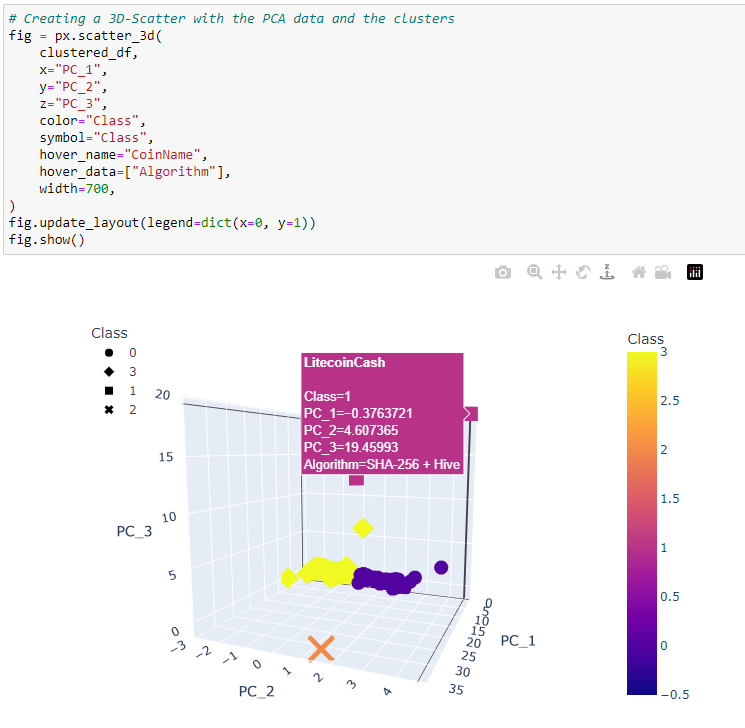 # Creating a 3D-Scatter with the PCA data and the clusters
fig = px.scatter_3d(
    clustered_df,
    x="PC_1",
    y="PC_2",
    z="PC_3",
    color="Class",
    symbol="Class",
    hover_name="CoinName",
    hover_data=["Algorithm"],
    width=700,
)
fig.update_layout(legend=dict(x=0, y=1))
fig.show()
Class
0
3
1
2
LitecoinCash
Class=1
PC_1=−0.3763721
PC_2=4.607365
PC_3=19.45993
Algorithm=SHA-256 + Hive
20
15
10
5
0
PC_3
−3
−2
−1
0
1
2
3
4
PC_2
0
5
10
15
20
25
30
35
PC_1
Class
3
2.5
2
1.5
1
0.5
0
−0.5